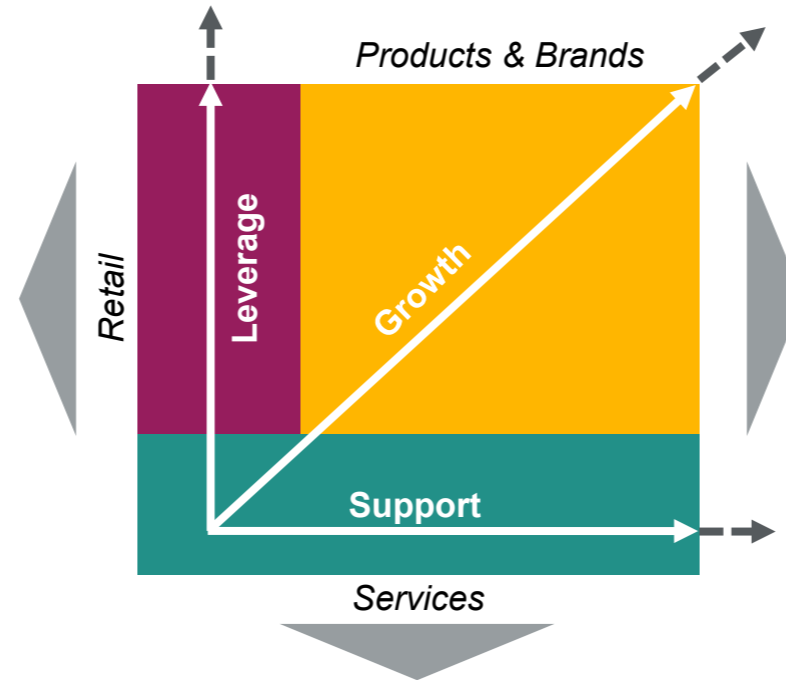 Products & Brands
Retail
Leverage
Growth
Support
Services